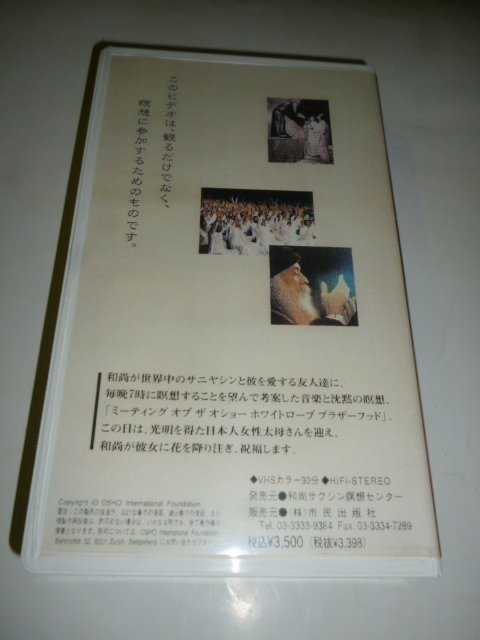 このビデオは、観るだけでなく、
瞑想に参加するためのものです。
和尚が世界中のサニヤシンと彼を愛する友人達に、
毎晩7時に瞑想することを望んで考案した音楽と沈黙の瞑想、
「ミーティング オブ ザ オショー ホワイトローブ ブラザーフッド」。
この日は、光明を得た日本人女性太母さんを迎え、
和尚が彼女に花を降り注ぎ、祝福します。
◆VHSカラー30分 ◆HiFi-STEREO
発売元●和尚サクシン瞑想センター
販売元●(株)市民出版社
Tel. 03-3333-9384 Fax. 03-3334-7289
税込¥3,500 [税抜¥3,398]
Copyright © OSHO International Foundation